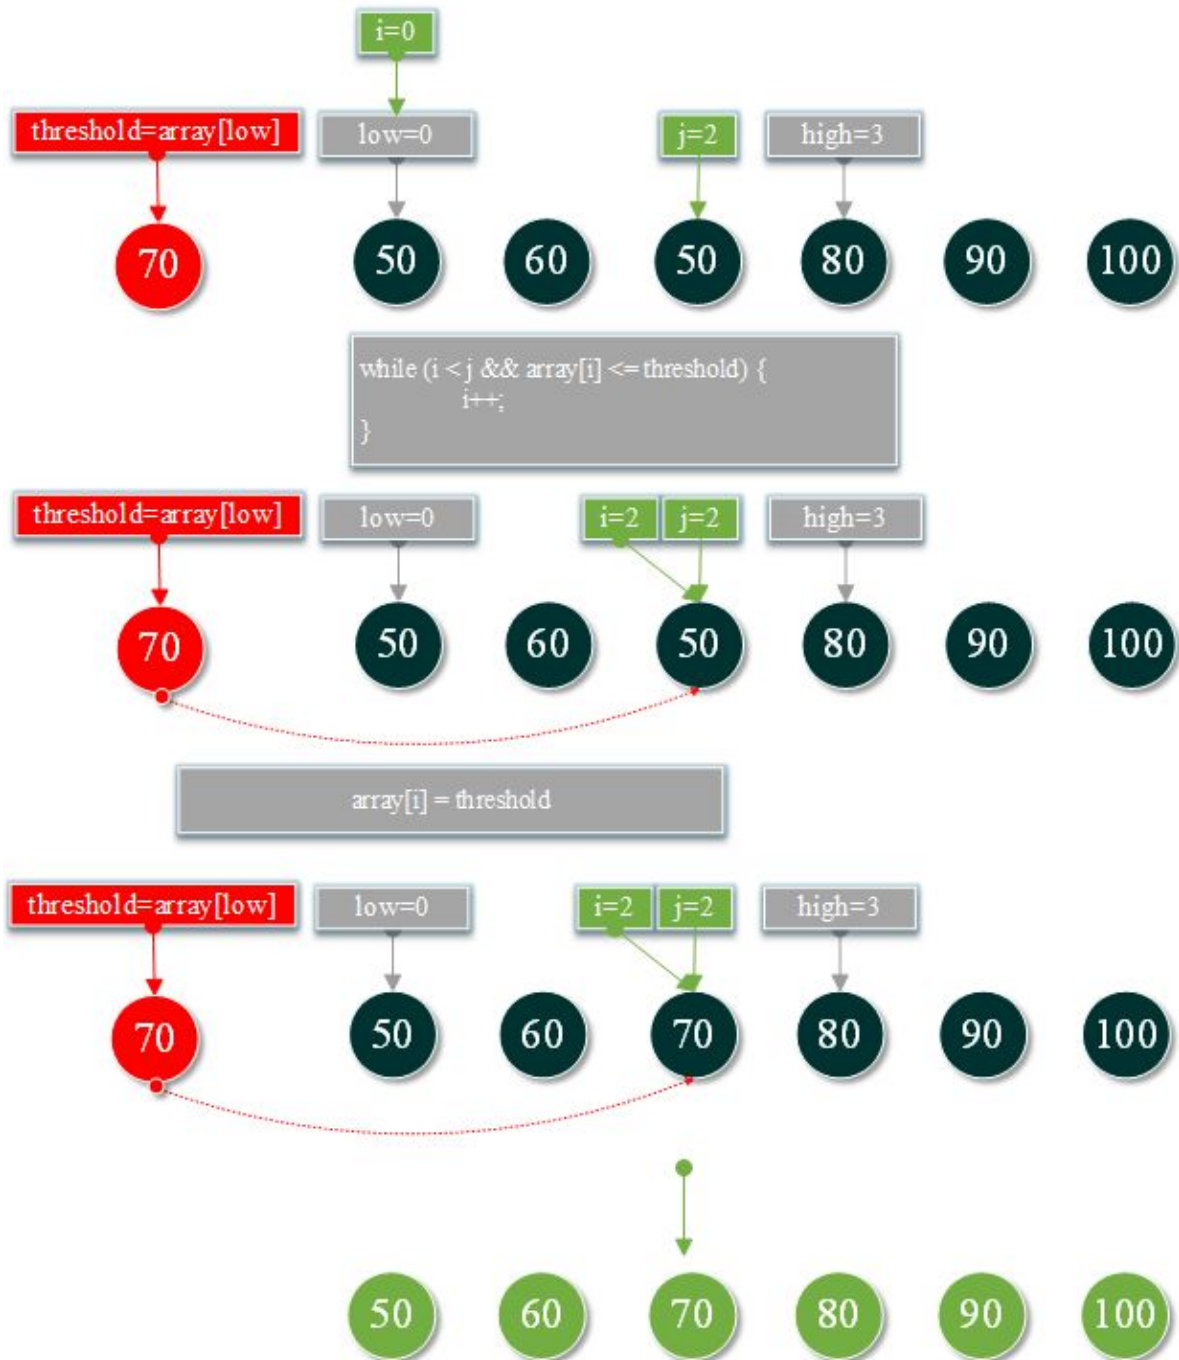 i=0
threshold=array[low] low=0 j=2 high=3
70 50 60 50 80 90 100
while (i < j && array[i] <= threshold) {
i++;
}
threshold=array[low] low=0 i=2 j=2 high=3
70 50 60 50 80 90 100
array[i] = threshold
threshold=array[low] low=0 i=2 j=2 high=3
70 50 60 70 80 90 100
50 60 70 80 90 100